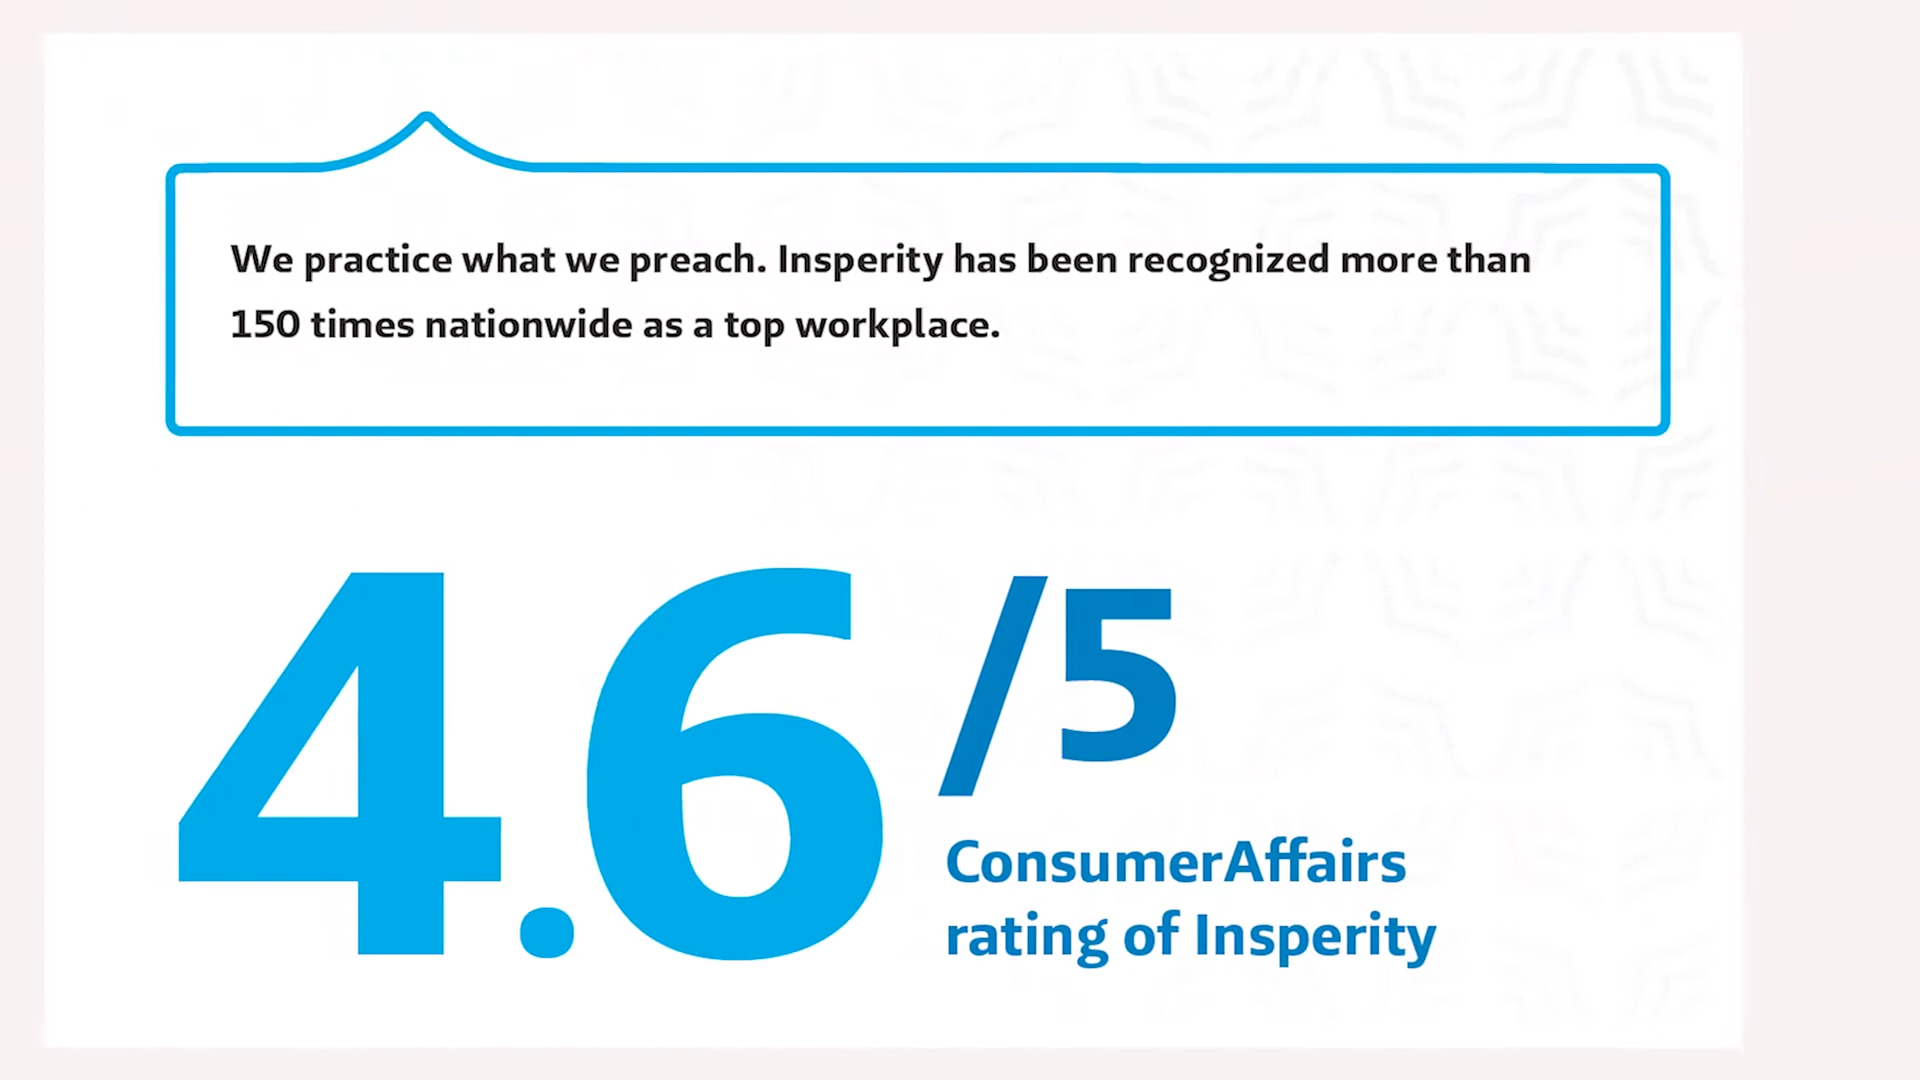 We practice what we preach. Insperity has been recognized more than
150 times nationwide as a top workplace.
4.6/5
ConsumerAffairs
rating of Insperity